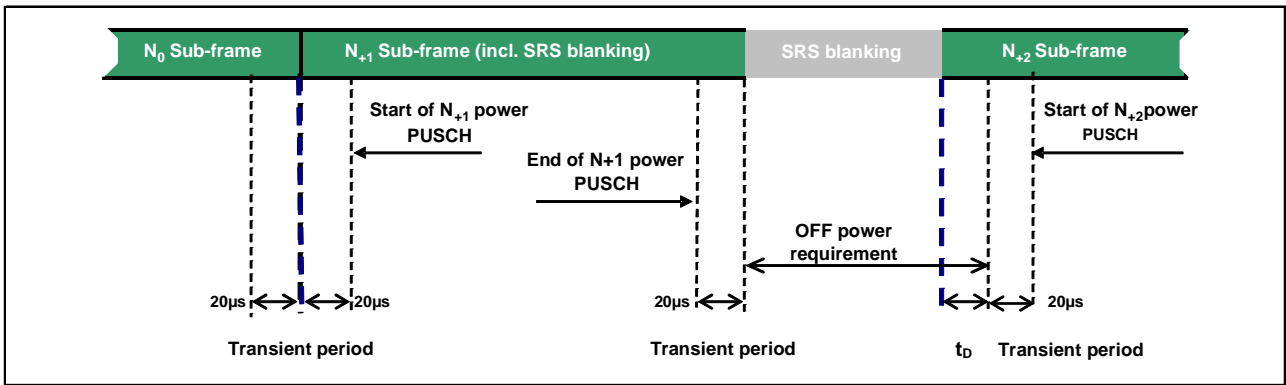 N0 Sub-frame
N+1 Sub-frame (incl. SRS blanking)
SRS blanking
N+2 Sub-frame
Start of N+1 power
PUSCH
End of N+1 power
PUSCH
Start of N+2power
PUSCH
OFF power
requirement
20µs
20µs
20µs
20µs
Transient period
Transient period
tD
Transient period